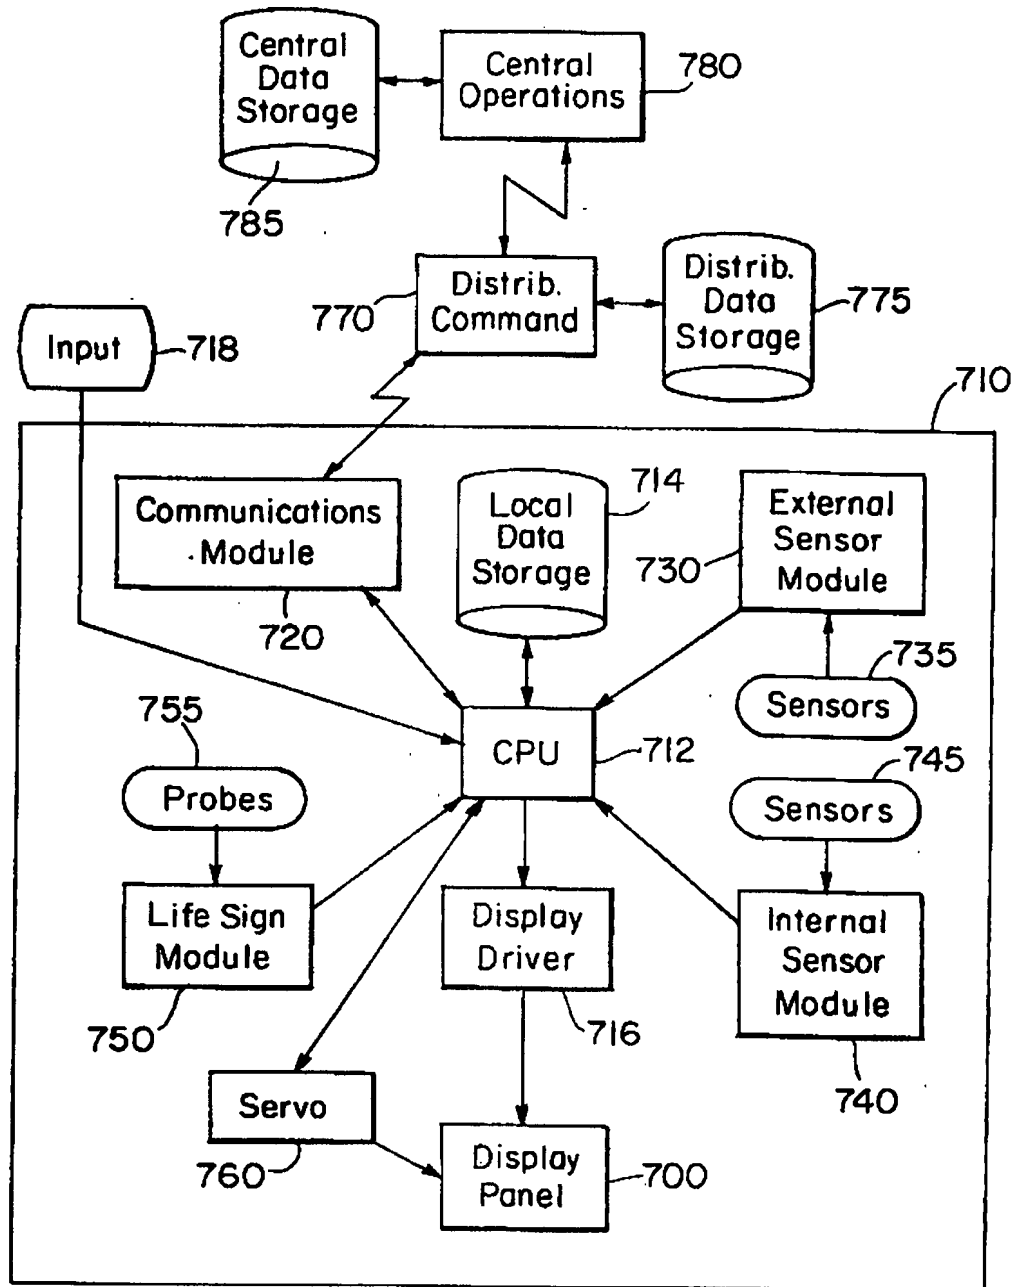 Central
Data
Storage
785
Central
Operations
780
Distrib.
Command
770
Distrib.
Data
Storage
775
Input
718
710
Communications
Module
720
Local
Data
Storage
714
External
Sensor
Module
730
Sensors
735
CPU
712
Probes
755
Sensors
745
Life Sign
Module
750
Display
Driver
716
Internal
Sensor
Module
740
Servo
760
Display
Panel
700